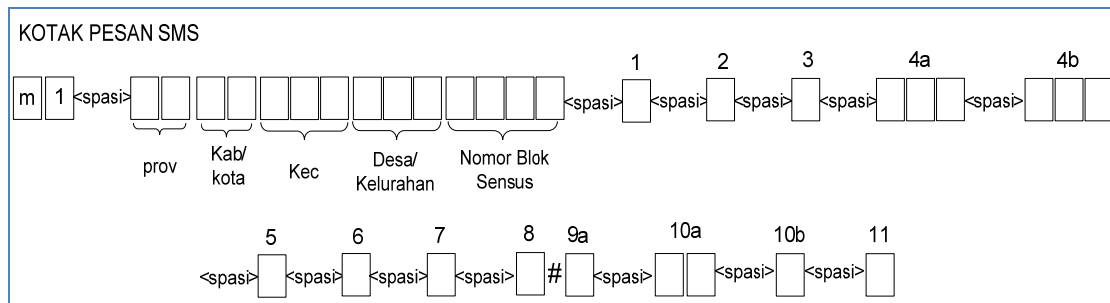 KOTAK PESAN SMS
1 2 3 4a 4b
m 1 <spasi> <spasi> <spasi> <spasi> <spasi> <spasi>
prov Kab/ kota Kec Desa/ Kelurahan Nomor Blok Sensus
5 6 7 8 9a 10a 10b 11
<spasi> <spasi> <spasi> <spasi> # <spasi> <spasi> <spasi>